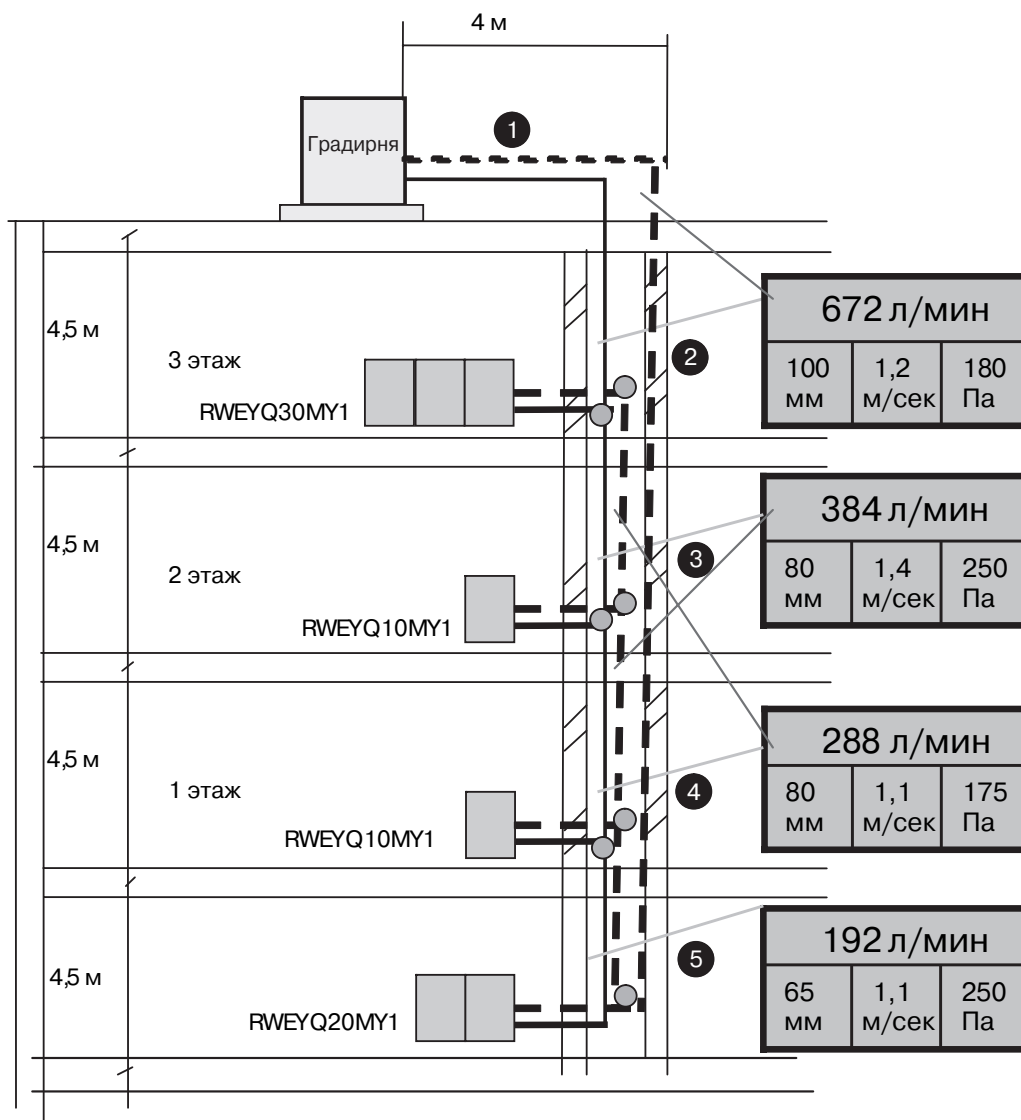 4 м
1
Градирня
672 л/мин
100 мм
1,2 м/сек
180 Па
4,5 м
3 этаж
2
RWEYQ30MY1
384 л/мин
80 мм
1,4 м/сек
250 Па
4,5 м
2 этаж
3
RWEYQ10MY1
288 л/мин
80 мм
1,1 м/сек
175 Па
4,5 м
1 этаж
4
RWEYQ10MY1
192 л/мин
65 мм
1,1 м/сек
250 Па
4,5 м
5
RWEYQ20MY1